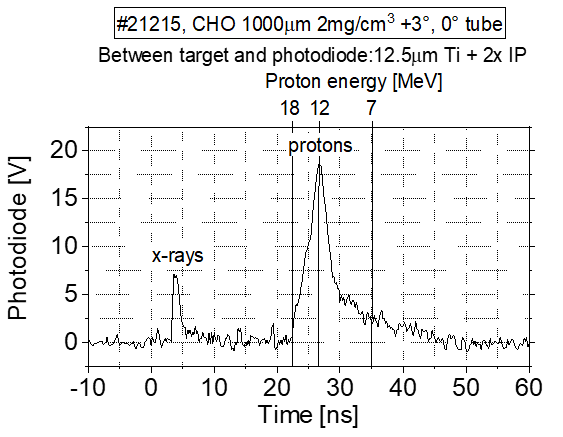 #21215, CHO 1000μm 2mg/cm³ +3°, 0° tube
Between target and photodiode:12.5μm Ti + 2x IP
Proton energy [MeV]
18 12 7
protons
x-rays
Photodiode [V]
20
15
10
5
0
-10 0 10 20 30 40 50 60
Time [ns]